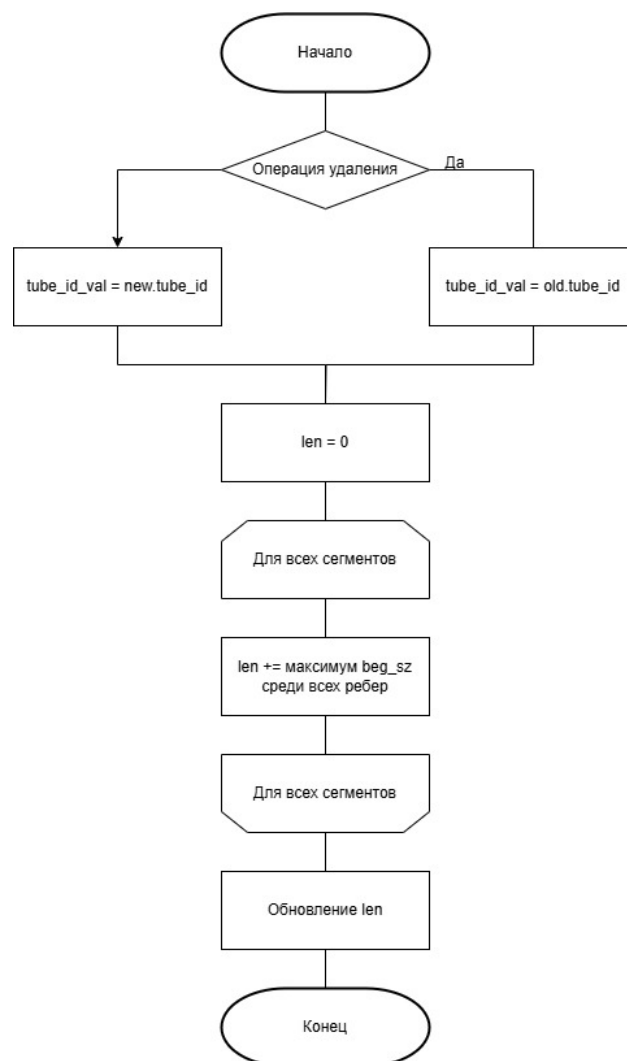 Начало
Операция удаления
Да
tube_id_val = new.tube_id
tube_id_val = old.tube_id
len = 0
Для всех сегментов
len += максимум beg_sz
среди всех ребер
Для всех сегментов
Обновление len
Конец